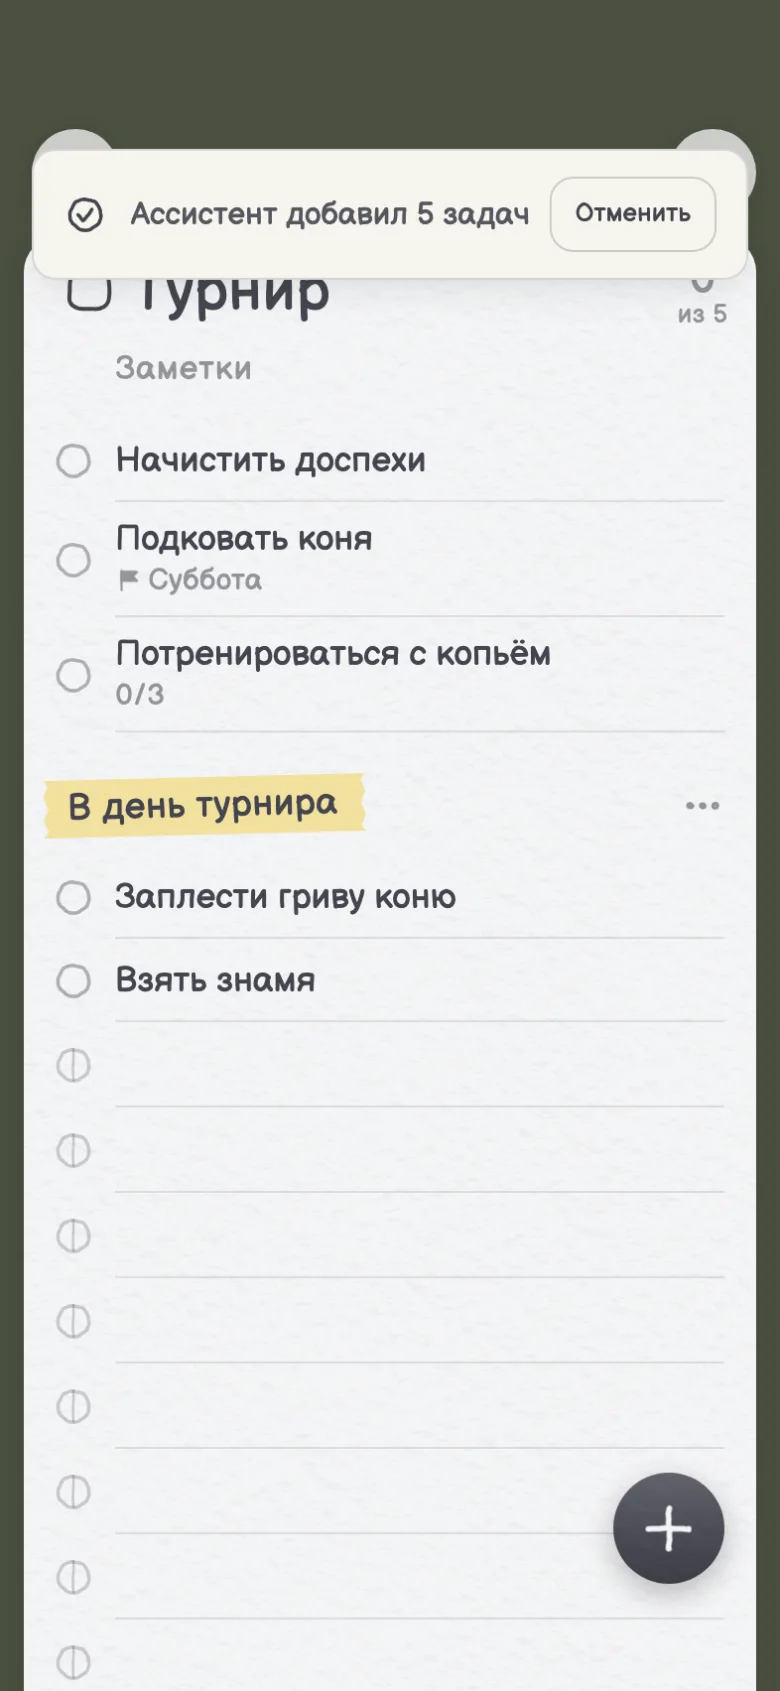 Ассистент добавил 5 задач
Отменить
Турнир
из 5
Заметки
Начистить доспехи
Подковать коня
Суббота
Потренироваться с копьём
0/3
В день турнира
Заплести гриву коню
Взять знамя